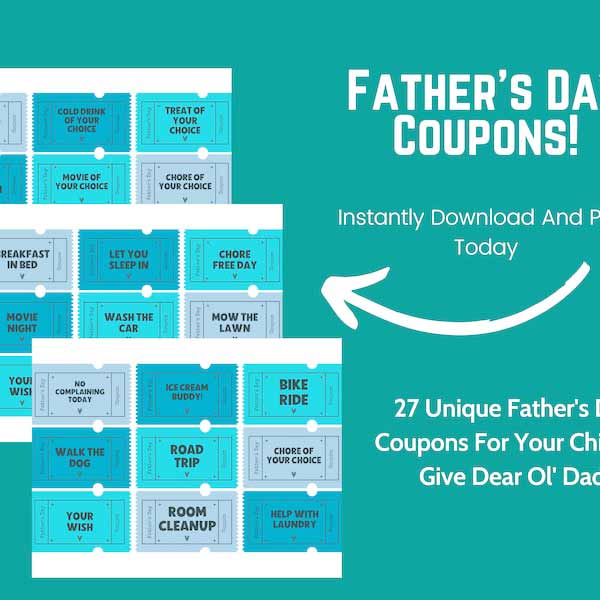 FATHER'S DA
COUPONS!
Instantly Download And P
Today
27 Unique Father's D
Coupons For Your Chi
Give Dear Ol' Dad
COLD DRINK
OF YOUR
CHOICE
TREAT OF
YOUR
CHOICE
MOVIE OF
YOUR CHOICE
CHORE OF
YOUR CHOICE
BREAKFAST
IN BED
LET YOU
SLEEP IN
CHORE
FREE DAY
MOVIE
NIGHT
WASH THE
CAR
MOW THE
LAWN
YOUR
WISH
NO
COMPLAINING
TODAY
ICE CREAM
BUDDY!
BIKE
RIDE
WALK THE
DOG
ROAD
TRIP
CHORE OF
YOUR CHOICE
YOUR
WISH
ROOM
CLEANUP
HELP WITH
LAUNDRY